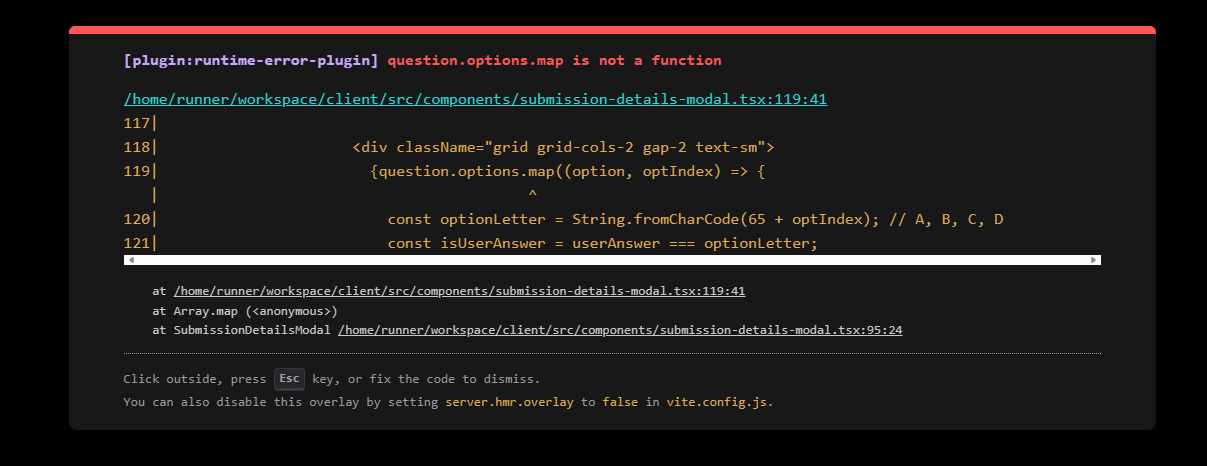 [plugin:runtime-error-plugin] question.options.map is not a function
/home/runner/workspace/client/src/components/submission-details-modal.tsx:119:41
117|
118|                      <div className="grid grid-cols-2 gap-2 text-sm">
119|                        {question.options.map((option, optIndex) => {
   |                                          ^
120|                          const optionLetter = String.fromCharCode(65 + optIndex); // A, B, C, D
121|                          const isUserAnswer = userAnswer === optionLetter;
at /home/runner/workspace/client/src/components/submission-details-modal.tsx:119:41
at Array.map (<anonymous>)
at SubmissionDetailsModal /home/runner/workspace/client/src/components/submission-details-modal.tsx:95:24
Click outside, press Esc key, or fix the code to dismiss.
You can also disable this overlay by setting server.hmr.overlay to false in vite.config.js.